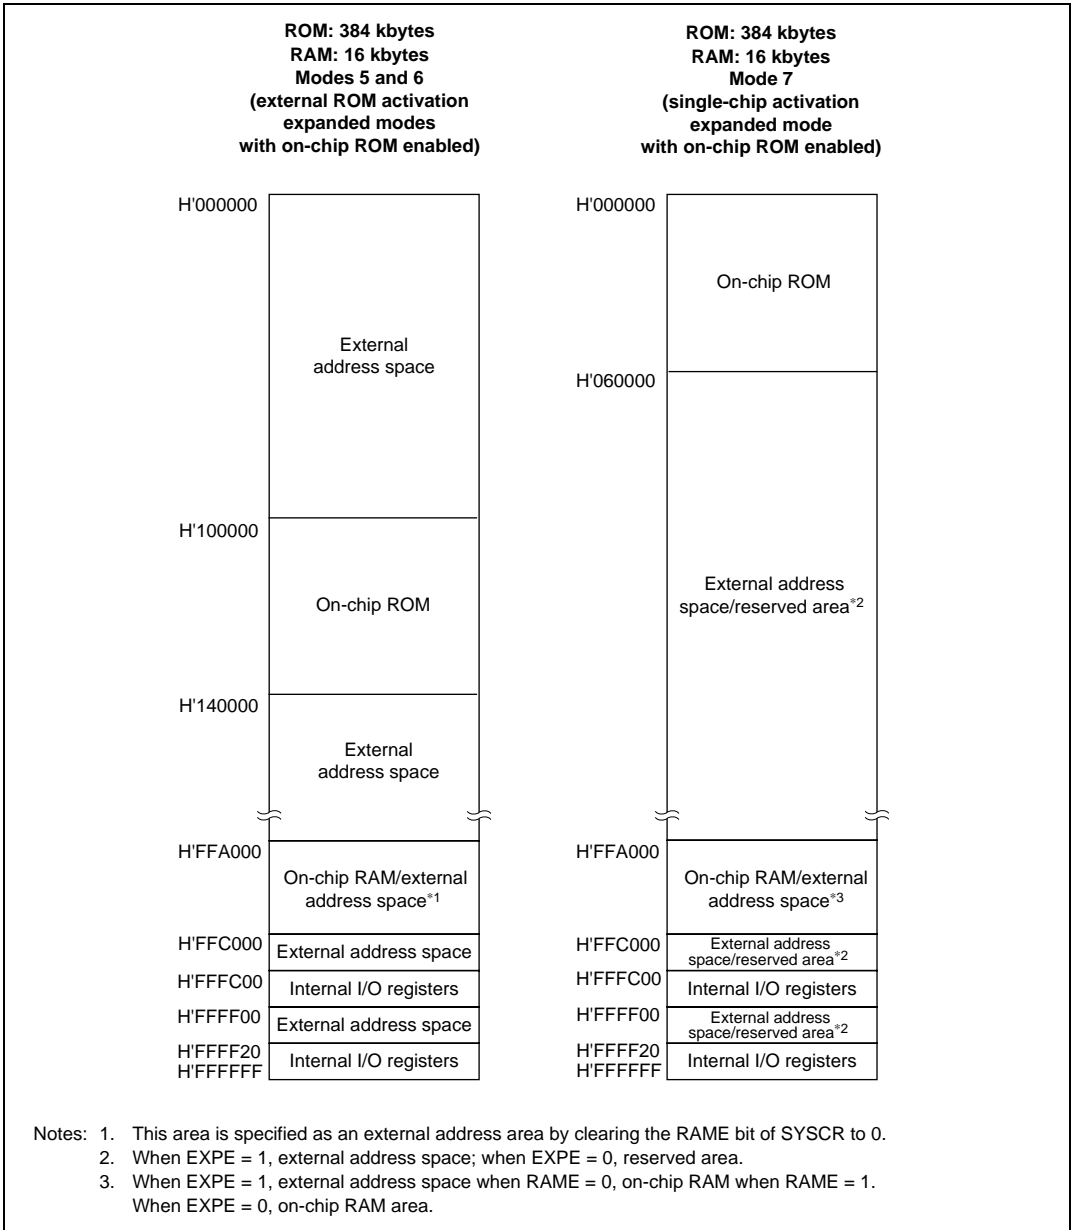 ROM: 384 kbytes
RAM: 16 kbytes
Modes 5 and 6
(external ROM activation
expanded modes
with on-chip ROM enabled)
H'000000
External
address space
H'100000
On-chip ROM
H'140000
External
address space
H'FFA000
On-chip RAM/external
address space*1
H'FFC000
External address space
H'FFFC00
Internal I/O registers
H'FFFF00
External address space
H'FFFF20
Internal I/O registers
H'FFFFFF
ROM: 384 kbytes
RAM: 16 kbytes
Mode 7
(single-chip activation
expanded mode
with on-chip ROM enabled)
H'000000
On-chip ROM
H'060000
External address
space/reserved area*2
H'FFA000
On-chip RAM/external
address space*3
H'FFC000
External address
space/reserved area*2
H'FFFC00
Internal I/O registers
H'FFFF00
External address
space/reserved area*2
H'FFFF20
Internal I/O registers
H'FFFFFF
Notes: 1. This area is specified as an external address area by clearing the RAME bit of SYSCR to 0.
2. When EXPE = 1, external address space; when EXPE = 0, reserved area.
3. When EXPE = 1, external address space when RAME = 0, on-chip RAM when RAME = 1.
When EXPE = 0, on-chip RAM area.